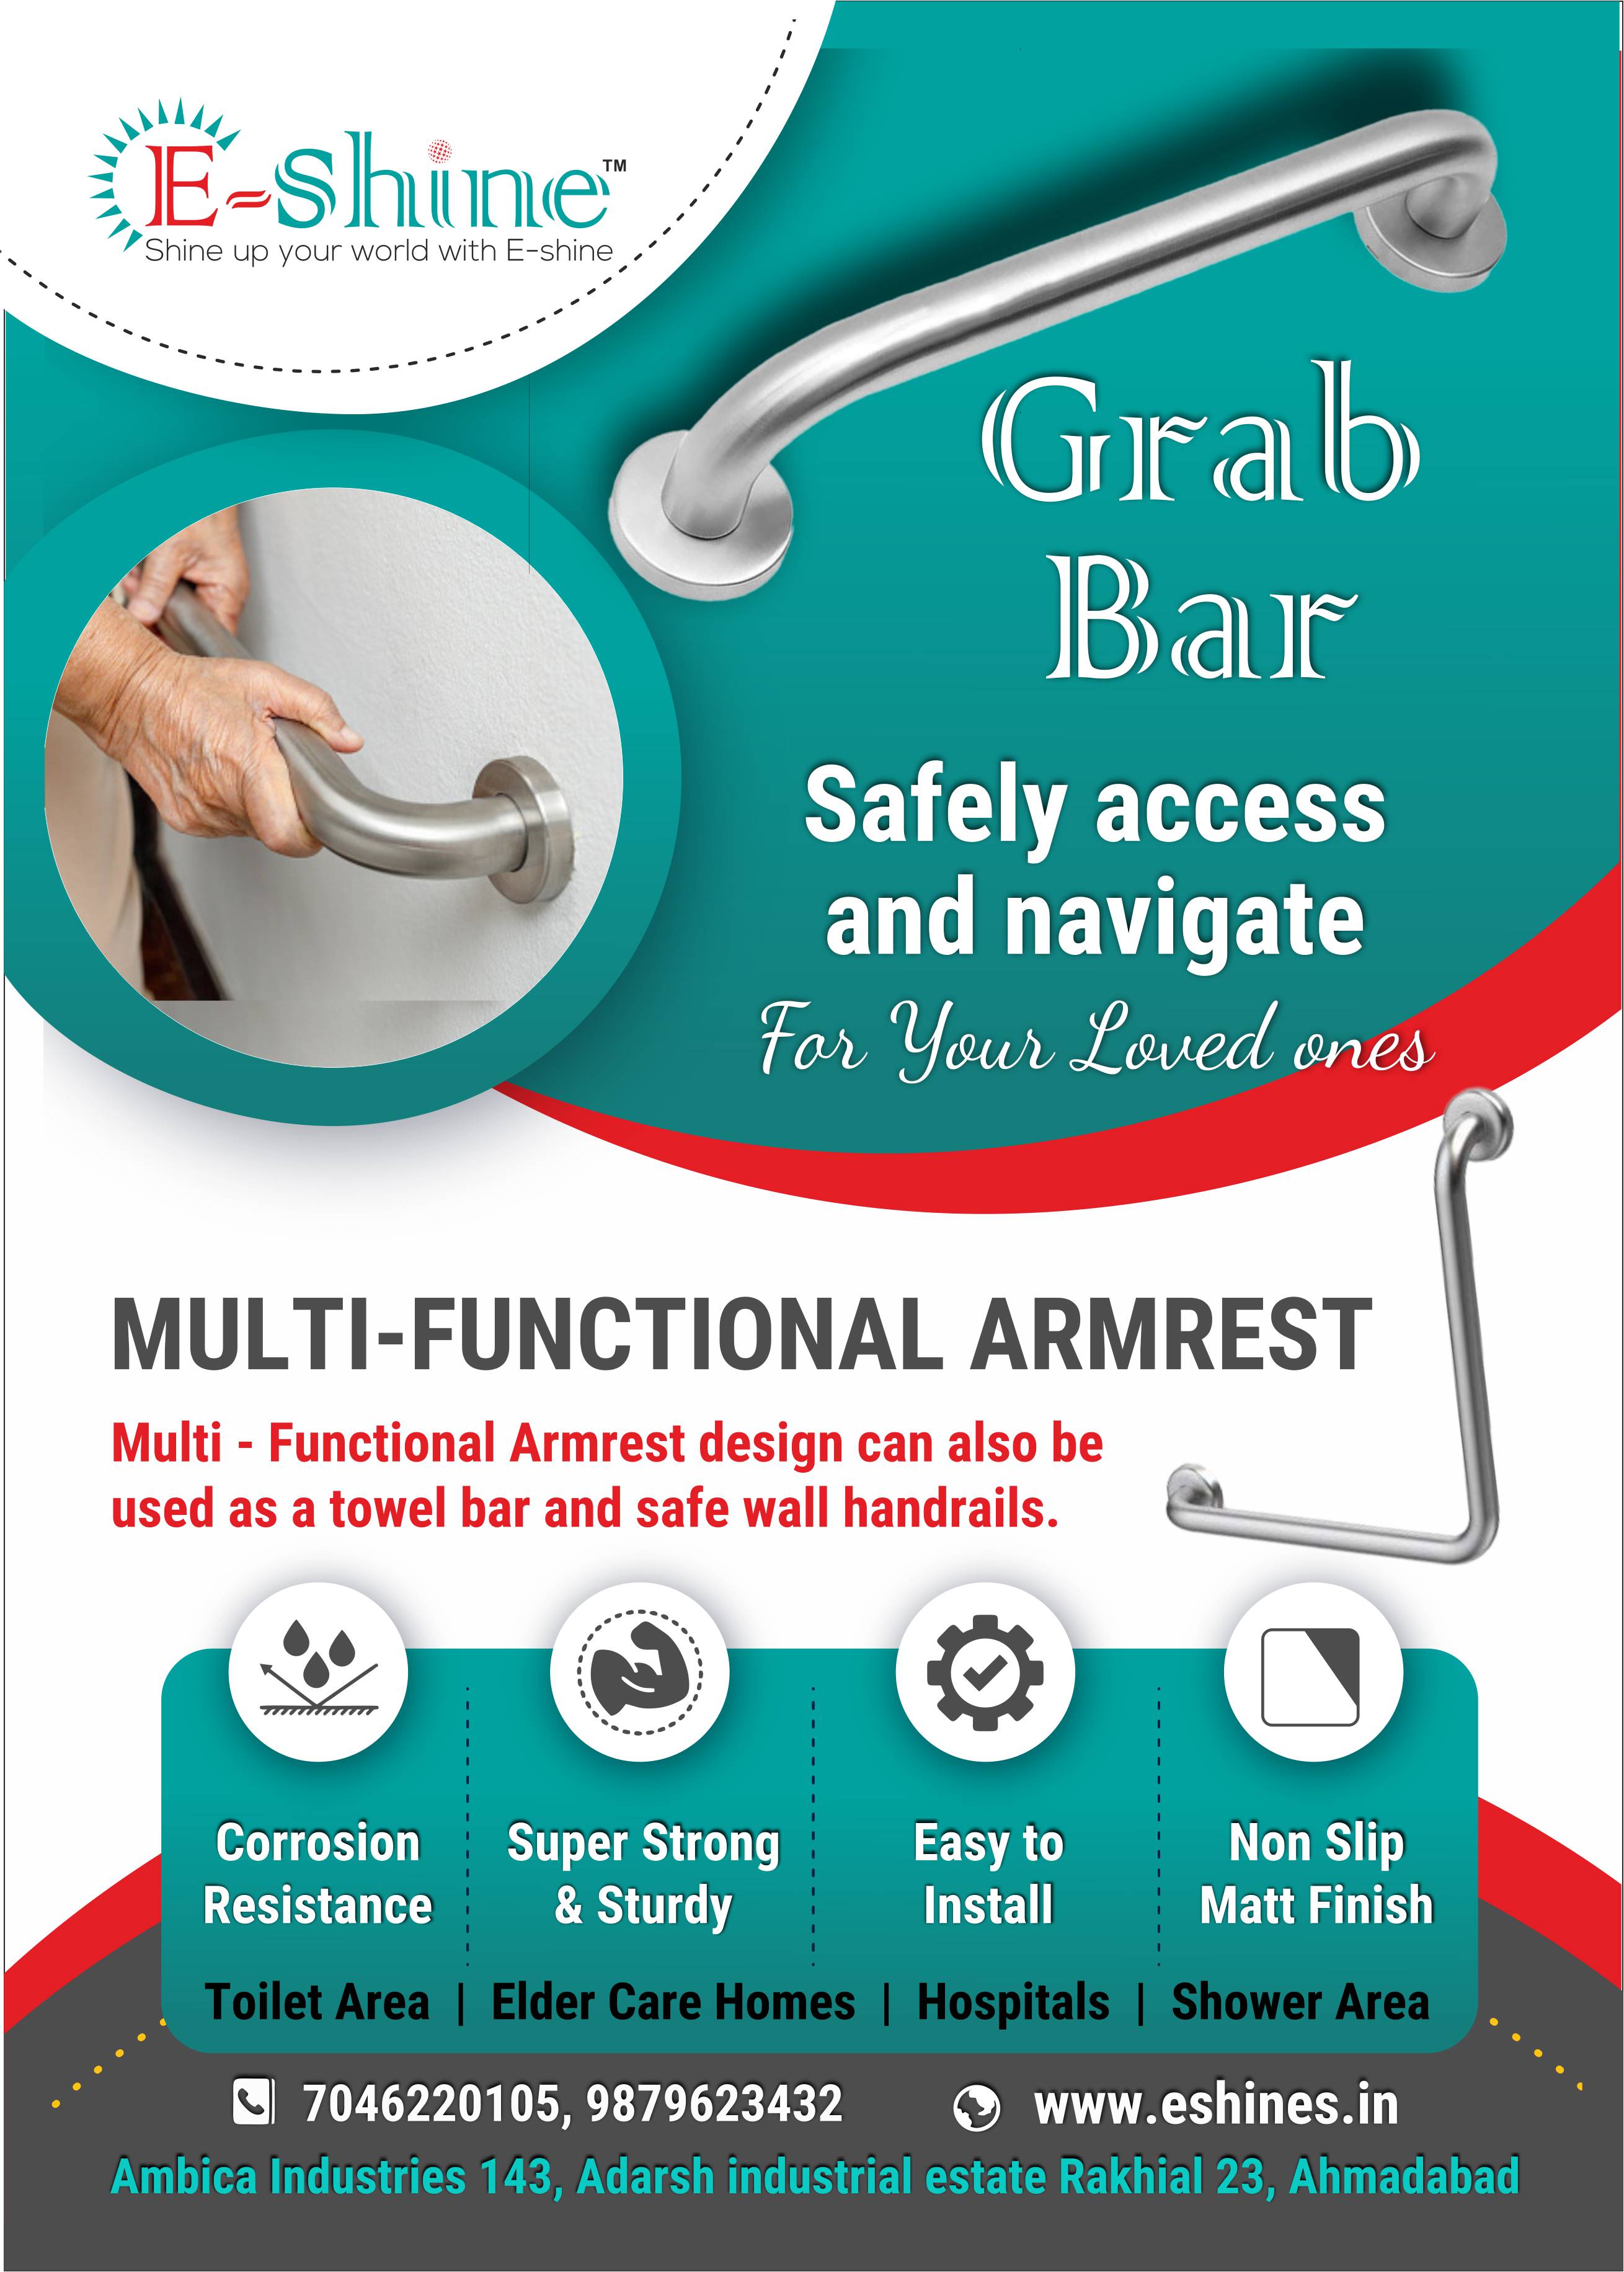 E-Shine™
Shine up your world with E-shine
Grab
Bar
Safely access
and navigate
For Your Loved ones
MULTI-FUNCTIONAL ARMREST
Multi - Functional Armrest design can also be
used as a towel bar and safe wall handrails.
Corrosion
Resistance
Super Strong
& Sturdy
Easy to
Install
Non Slip
Matt Finish
Toilet Area | Elder Care Homes | Hospitals | Shower Area
7046220105, 9879623432
www.eshines.in
Ambica Industries 143, Adarsh industrial estate Rakhial 23, Ahmadabad